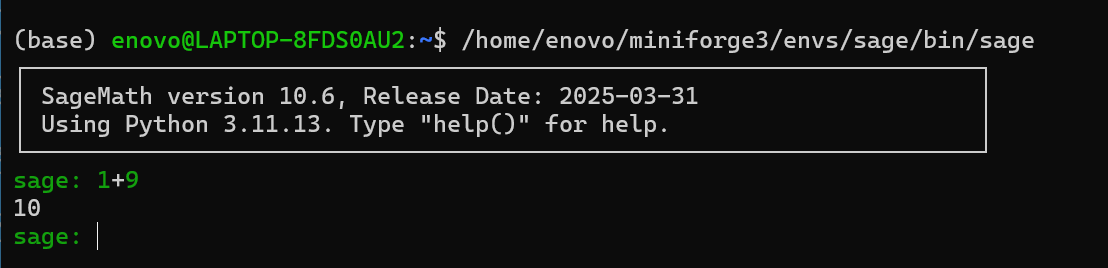 (base) enovo@LAPTOP-8FDS0AU2:~$ /home/enovo/miniforge3/envs/sage/bin/sage
SageMath version 10.6, Release Date: 2025-03-31
Using Python 3.11.13. Type "help()" for help.
sage: 1+9
10
sage: